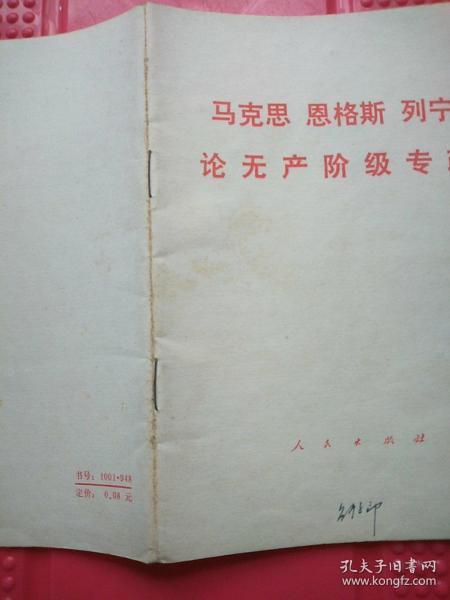 马克思 恩格斯 列宁
论无产阶级专
人民出版社
书号：1001·948
定价：0.08 元
孔夫子旧书网
www.kongfz.com